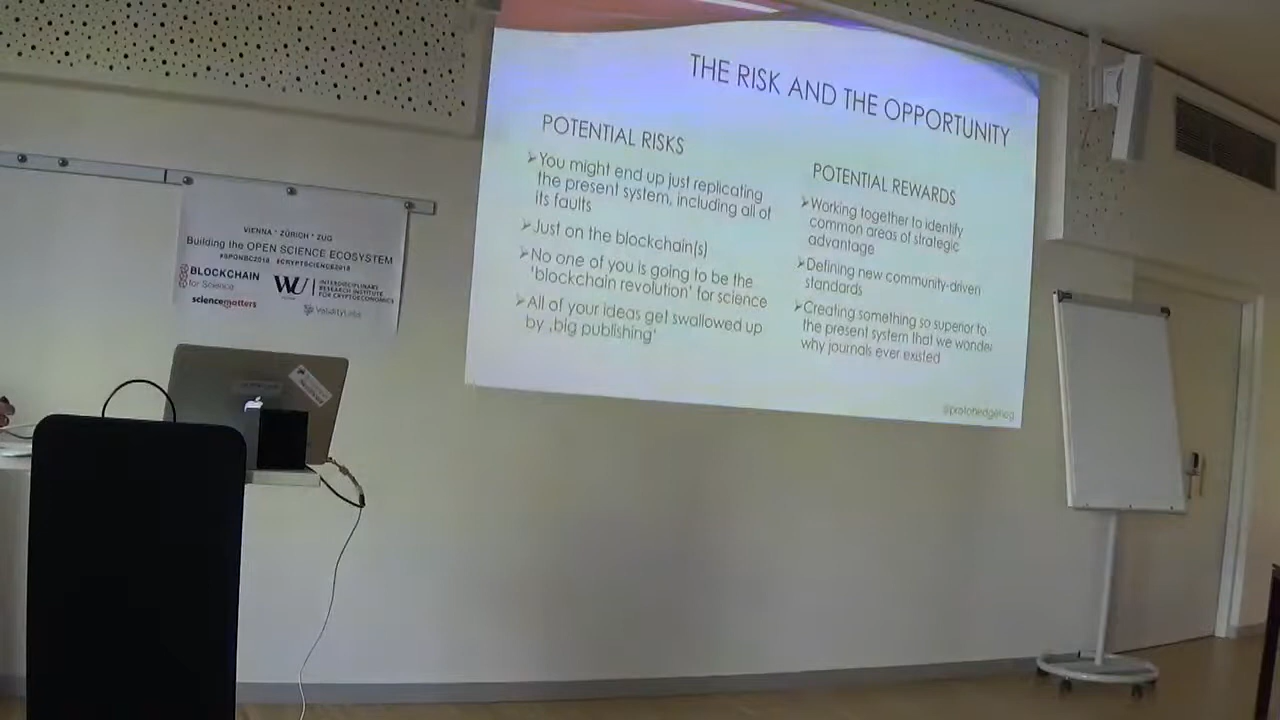 THE RISK AND THE OPPORTUNITY
POTENTIAL RISKS
You might end up just replicating
the present system, including all of
its faults
Just on the blockchain(s)
No one of you is going to be the
'blockchain revolution' for science
All of your ideas get swallowed up
by ‚big publishing'
POTENTIAL REWARDS
Working together to identify
common areas of strategic
advantage
Defining new community-driven
standards
Creating something so superior to
the present system that we wonder
why journals ever existed
@protohedgehog
VIENNA * ZÜRICH * ZUG
Building the OPEN SCIENCE ECOSYSTEM
#SPONBC2018 #CRYPTSCIENCE2018
BLOCKCHAIN
for Science
sciencematters
WU
INTERDISCIPLINARY
RESEARCH INSTITUTE
FOR CRYPTOECONOMICS
ValidityLabs